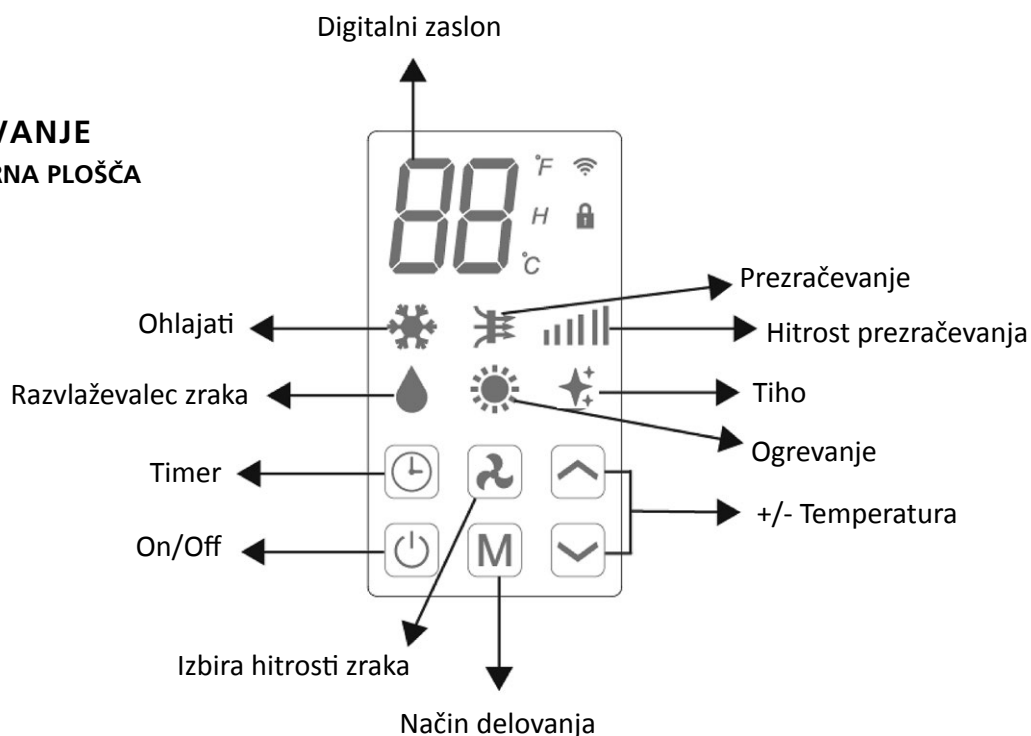 Digitalni zaslon
VANJE
RNA PLOŠČA
88
°F
H
°C
Prezračevanje
Ohlajati
Hitrost prezračevanja
Razvlaževalec zraka
Tiho
Ogrevanje
Timer
+/- Temperatura
On/Off
M
Izbira hitrosti zraka
Način delovanja